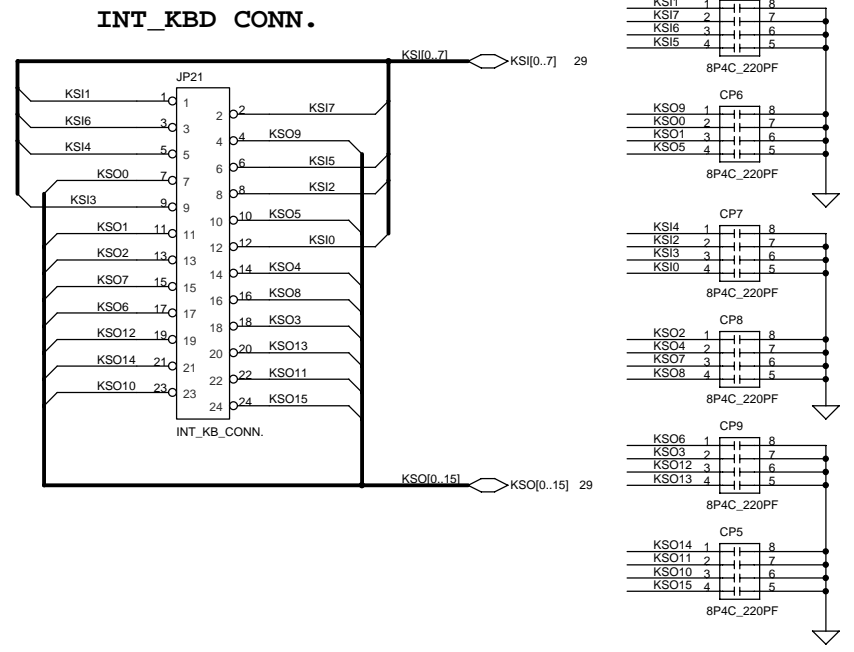 INT_KBD CONN.
KSI[0..7]
KSI[0..7] 29
JP21
KSI1 1 1
2 2 KSI7
KSI6 3 3
4 4 KSO9
KSI4 5 5
6 6 KSI5
KSO0 7 7
8 8 KSI2
KSI3 9 9
10 10 KSO5
KSO1 11 11
12 12 KSI0
KSO2 13 13
14 14 KSO4
KSO7 15 15
16 16 KSO8
KSO6 17 17
18 18 KSO3
KSO12 19 19
20 20 KSO13
KSO14 21 21
22 22 KSO11
KSO10 23 23
24 24 KSO15
INT_KB_CONN.
KSO[0..15]
KSO[0..15] 29
KSI1 1 8
KSI7 2 7
KSI6 3 6
KSI5 4 5
8P4C_220PF
CP6
KSO9 1 8
KSO0 2 7
KSO1 3 6
KSO5 4 5
8P4C_220PF
CP7
KSI4 1 8
KSI2 2 7
KSI3 3 6
KSI0 4 5
8P4C_220PF
CP8
KSO2 1 8
KSO4 2 7
KSO7 3 6
KSO8 4 5
8P4C_220PF
CP9
KSO6 1 8
KSO3 2 7
KSO12 3 6
KSO13 4 5
8P4C_220PF
CP5
KSO14 1 8
KSO11 2 7
KSO10 3 6
KSO15 4 5
8P4C_220PF